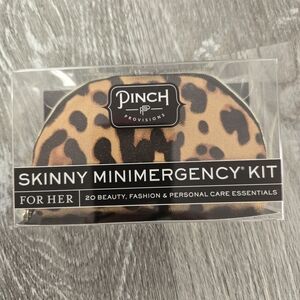 PINCH
PROVISIONS
SKINNY MINIMERGENCY® KIT
FOR HER 20 BEAUTY, FASHION & PERSONAL CARE ESSENTIALS